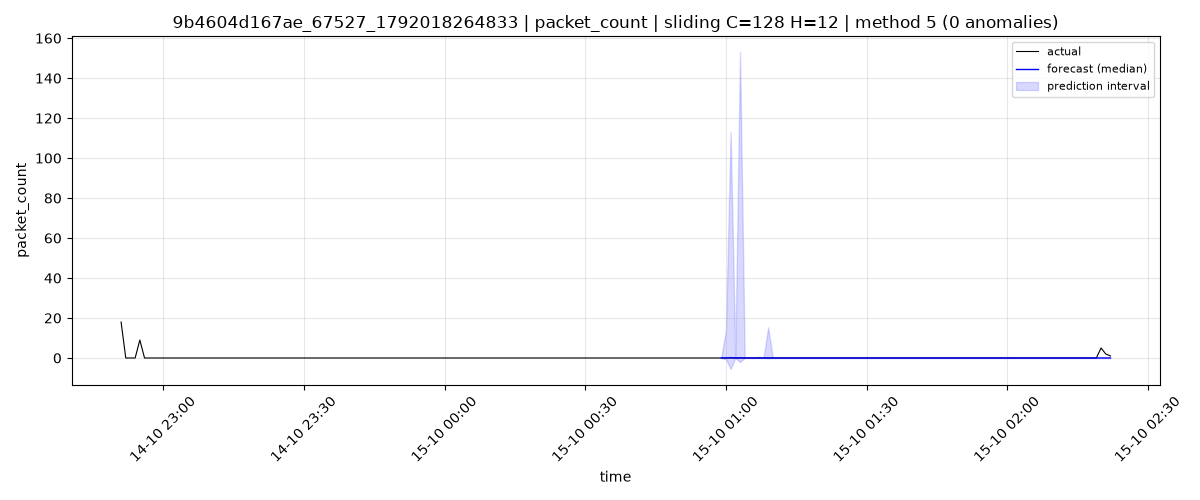 9b4604d167ae_67527_1792018264833 | packet_count | sliding C=128 H=12 | method 5 (0 anomalies)
actual
forecast (median)
prediction interval
packet_count
160
140
120
100
80
60
40
20
0
14-10 23:00
14-10 23:30
15-10 00:00
15-10 00:30
15-10 01:00
15-10 01:30
15-10 02:00
15-10 02:30
time